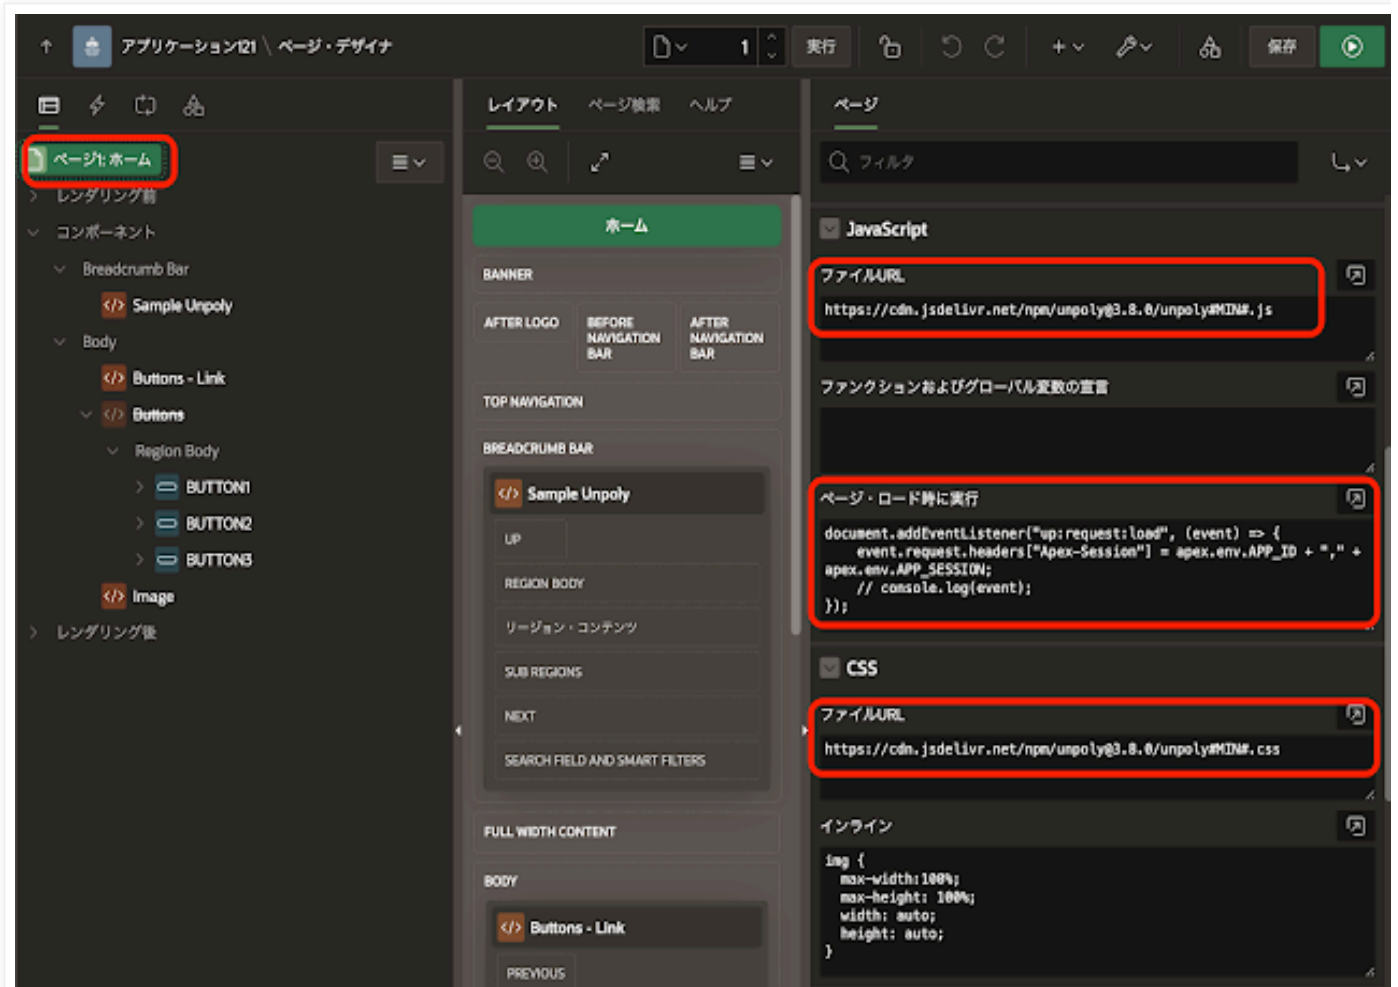 アプリケーション121 \ ページ・デザイナ
1
実行
保存
ページ1: ホーム
レンダリング前
コンポーネント
Breadcrumb Bar
Sample Unpoly
Body
Buttons - Link
Buttons
Region Body
BUTTON1
BUTTON2
BUTTON3
Image
レンダリング後
レイアウト
ページ検索
ヘルプ
ホーム
BANNER
AFTER LOGO
BEFORE
NAVIGATION
BAR
AFTER
NAVIGATION
BAR
TOP NAVIGATION
BREADCRUMB BAR
Sample Unpoly
UP
REGION BODY
リージョン・コンテンツ
SUB REGIONS
NEXT
SEARCH FIELD AND SMART FILTERS
FULL WIDTH CONTENT
BODY
Buttons - Link
PREVIOUS
ページ
フィルタ
JavaScript
ファイルURL
https://cdn.jsdelivr.net/npm/unpoly@3.8.0/unpoly#MIN#.js
ファンクションおよびグローバル変数の宣言
ページ・ロード時に実行
document.addEventListener("up:request:load", (event) => {
event.request.headers["Apex-Session"] = apex.env.APP_ID + "," +
apex.env.APP_SESSION;
// console.log(event);
});
CSS
ファイルURL
https://cdn.jsdelivr.net/npm/unpoly@3.8.0/unpoly#MIN#.css
インライン
img {
max-width:100%;
max-height: 100%;
width: auto;
height: auto;
}